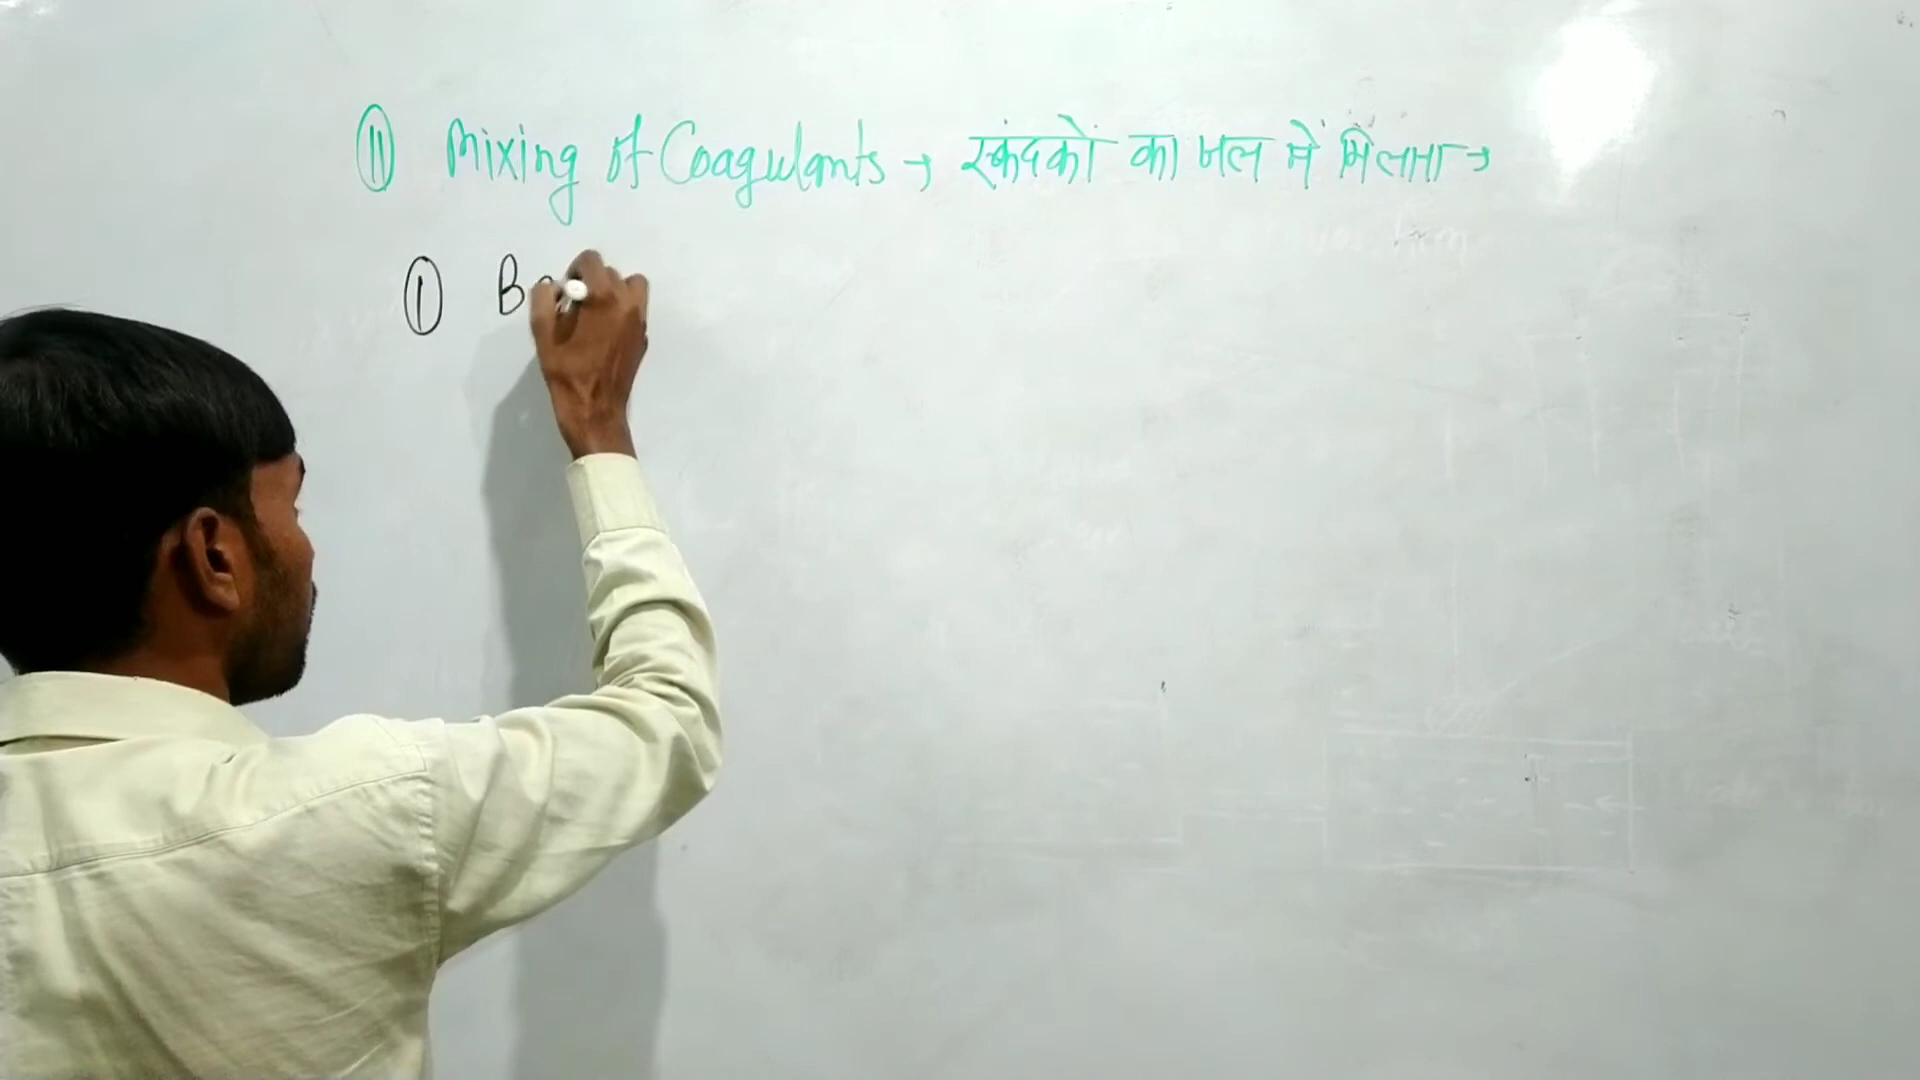 ⑪ Mixing of Coagulants → स्कंदकों का जल में मिलाना →
① B